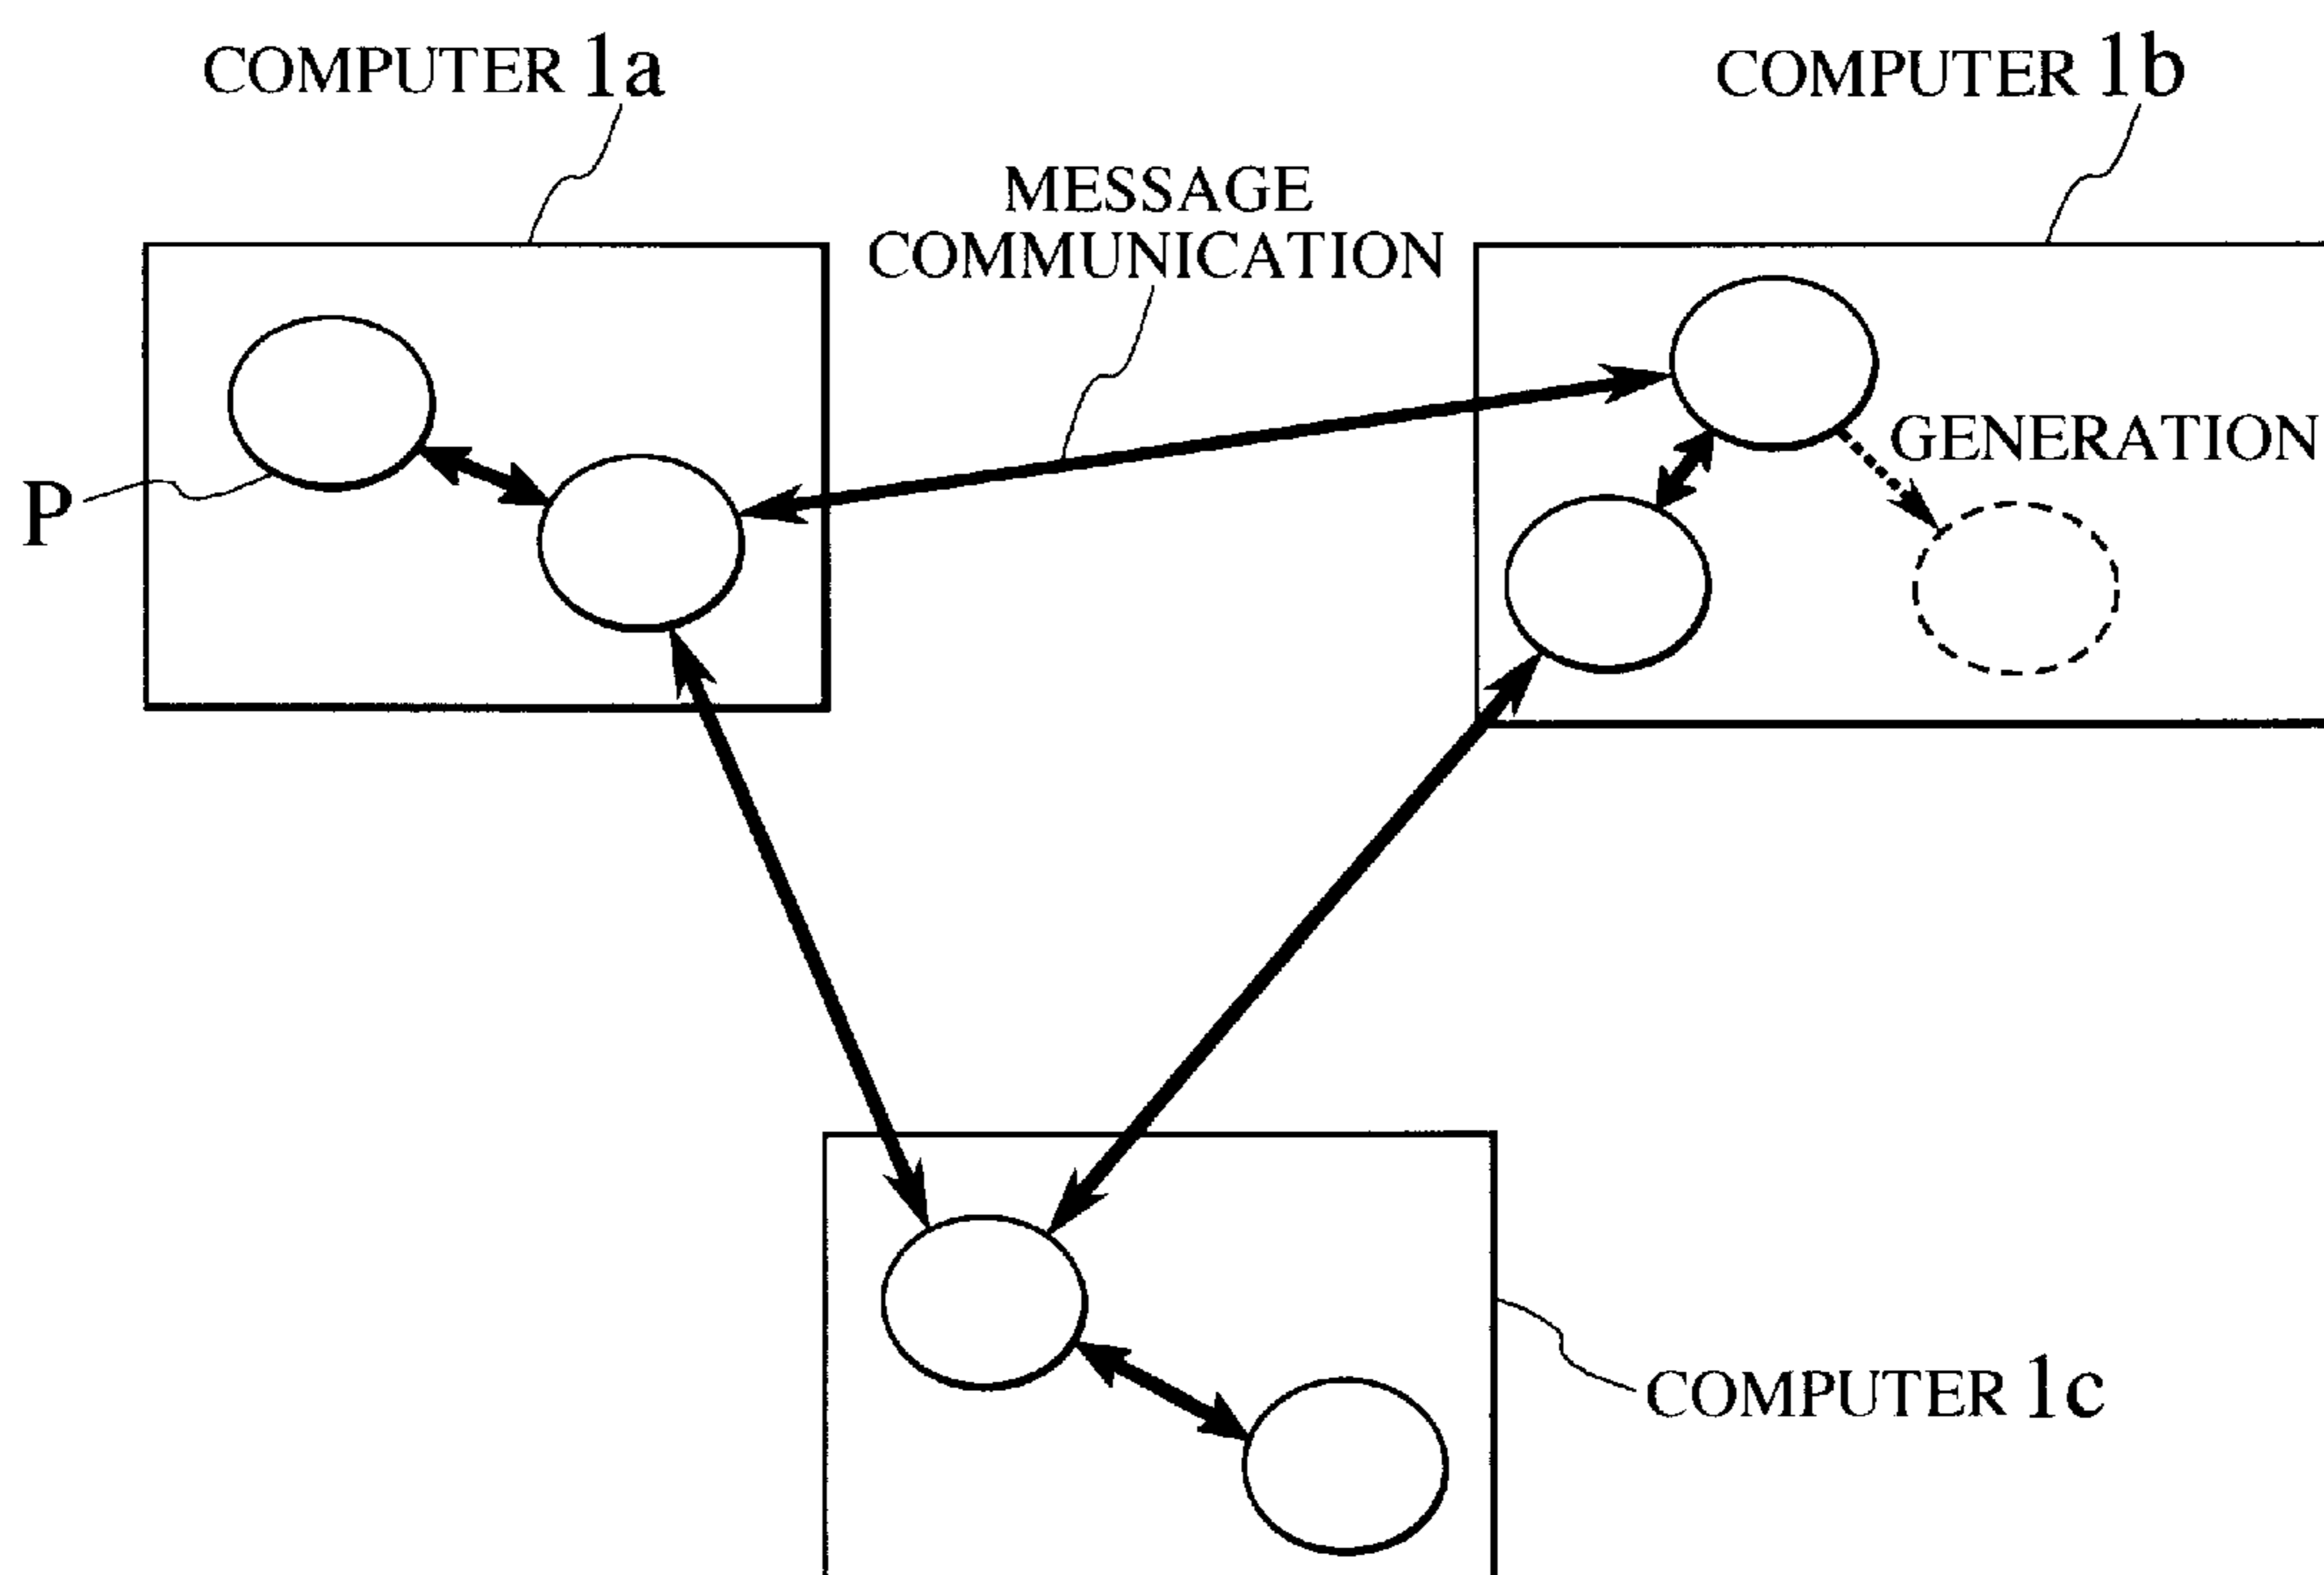 COMPUTER 1a
COMPUTER 1b
MESSAGE
COMMUNICATION
GENERATION
P
COMPUTER 1c